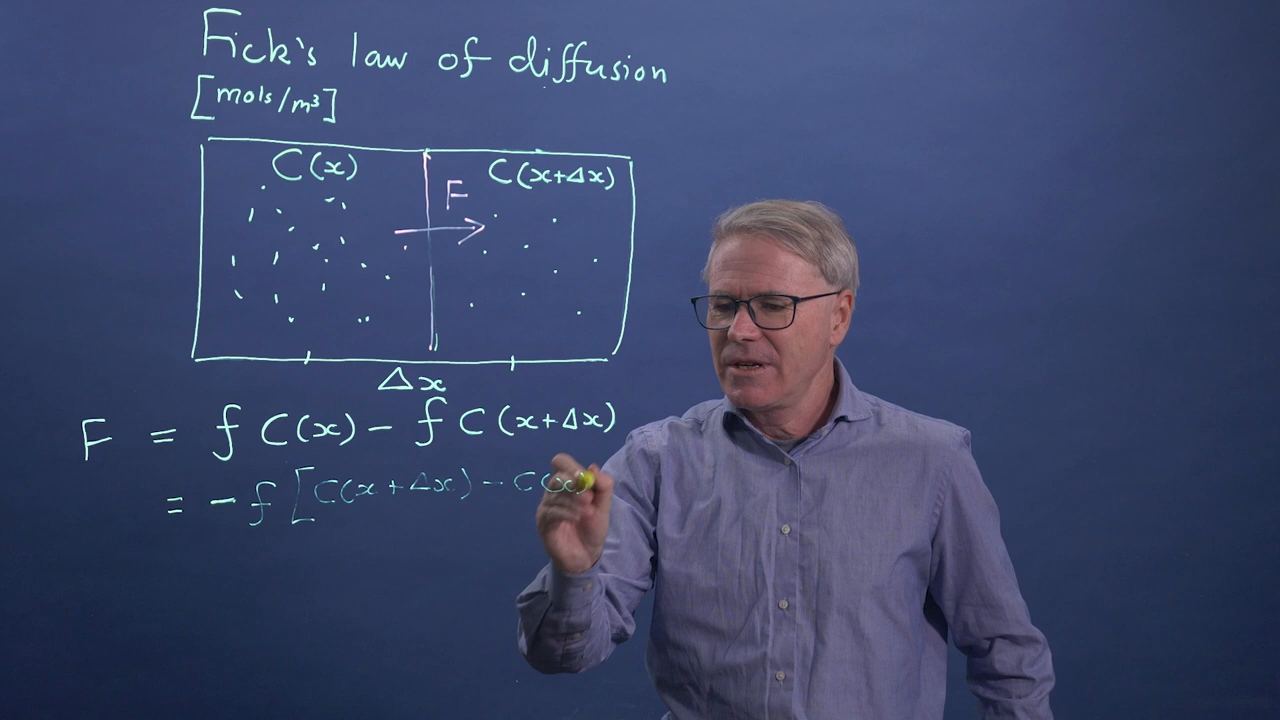 Fick's law of diffusion
[mols/m³]
C(x) C(x+Δx)
F
Δx
F = f C(x) - f C(x+Δx)
= - f [C(x+Δx) - C(x)